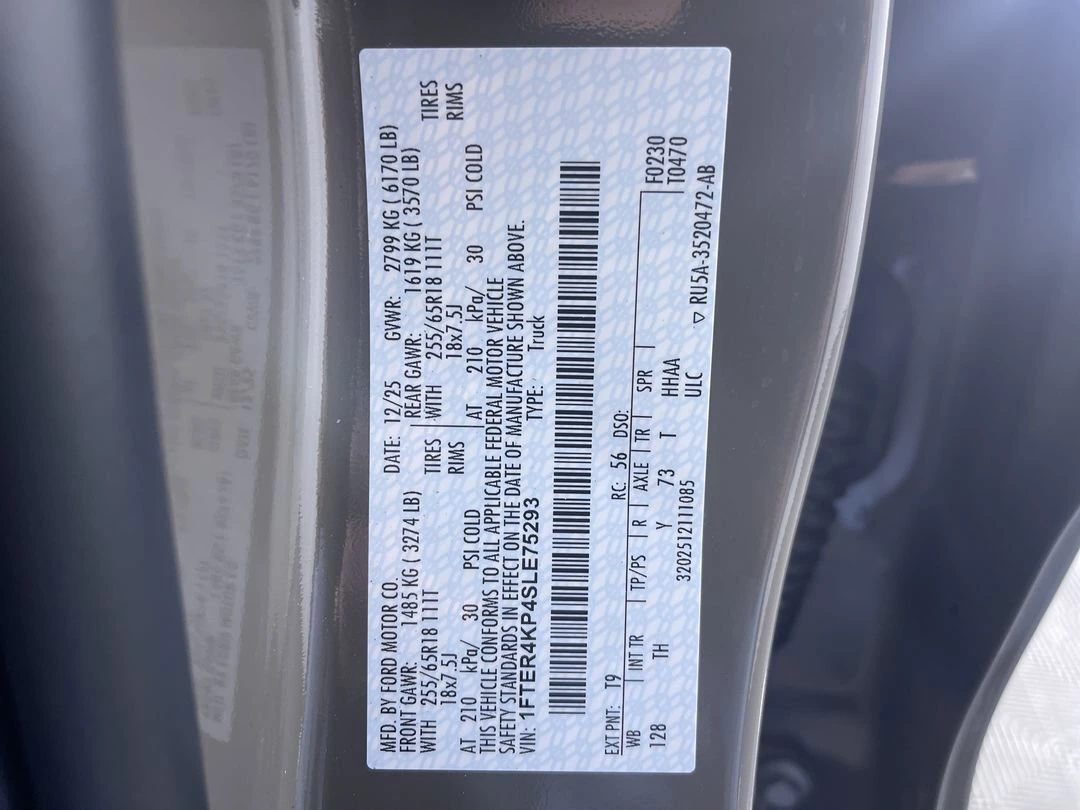 MFD. BY FORD MOTOR CO. DATE: 12/25 GVWR: 2799 KG ( 6170 LB)
FRONT GAWR: 1485 KG ( 3274 LB) REAR GAWR: 1619 KG ( 3570 LB)
WITH 255/65R18 111T TIRES WITH 255/65R18 111T TIRES
18x7.5J RIMS 18x7.5J RIMS
AT 210 kPa/ 30 PSI COLD AT 210 kPa/ 30 PSI COLD
THIS VEHICLE CONFORMS TO ALL APPLICABLE FEDERAL MOTOR VEHICLE
SAFETY STANDARDS IN EFFECT ON THE DATE OF MANUFACTURE SHOWN ABOVE.
VIN: 1FTER4KP4SLE75293 TYPE: Truck
EXT PNT: T9 RC: 56 DSO:
WB INT TR TP/PS R AXLE TR SPR F0230
128 TH Y 73 T HHAA T0470
3202512111085 ULC
▽ RU5A-3520472-AB